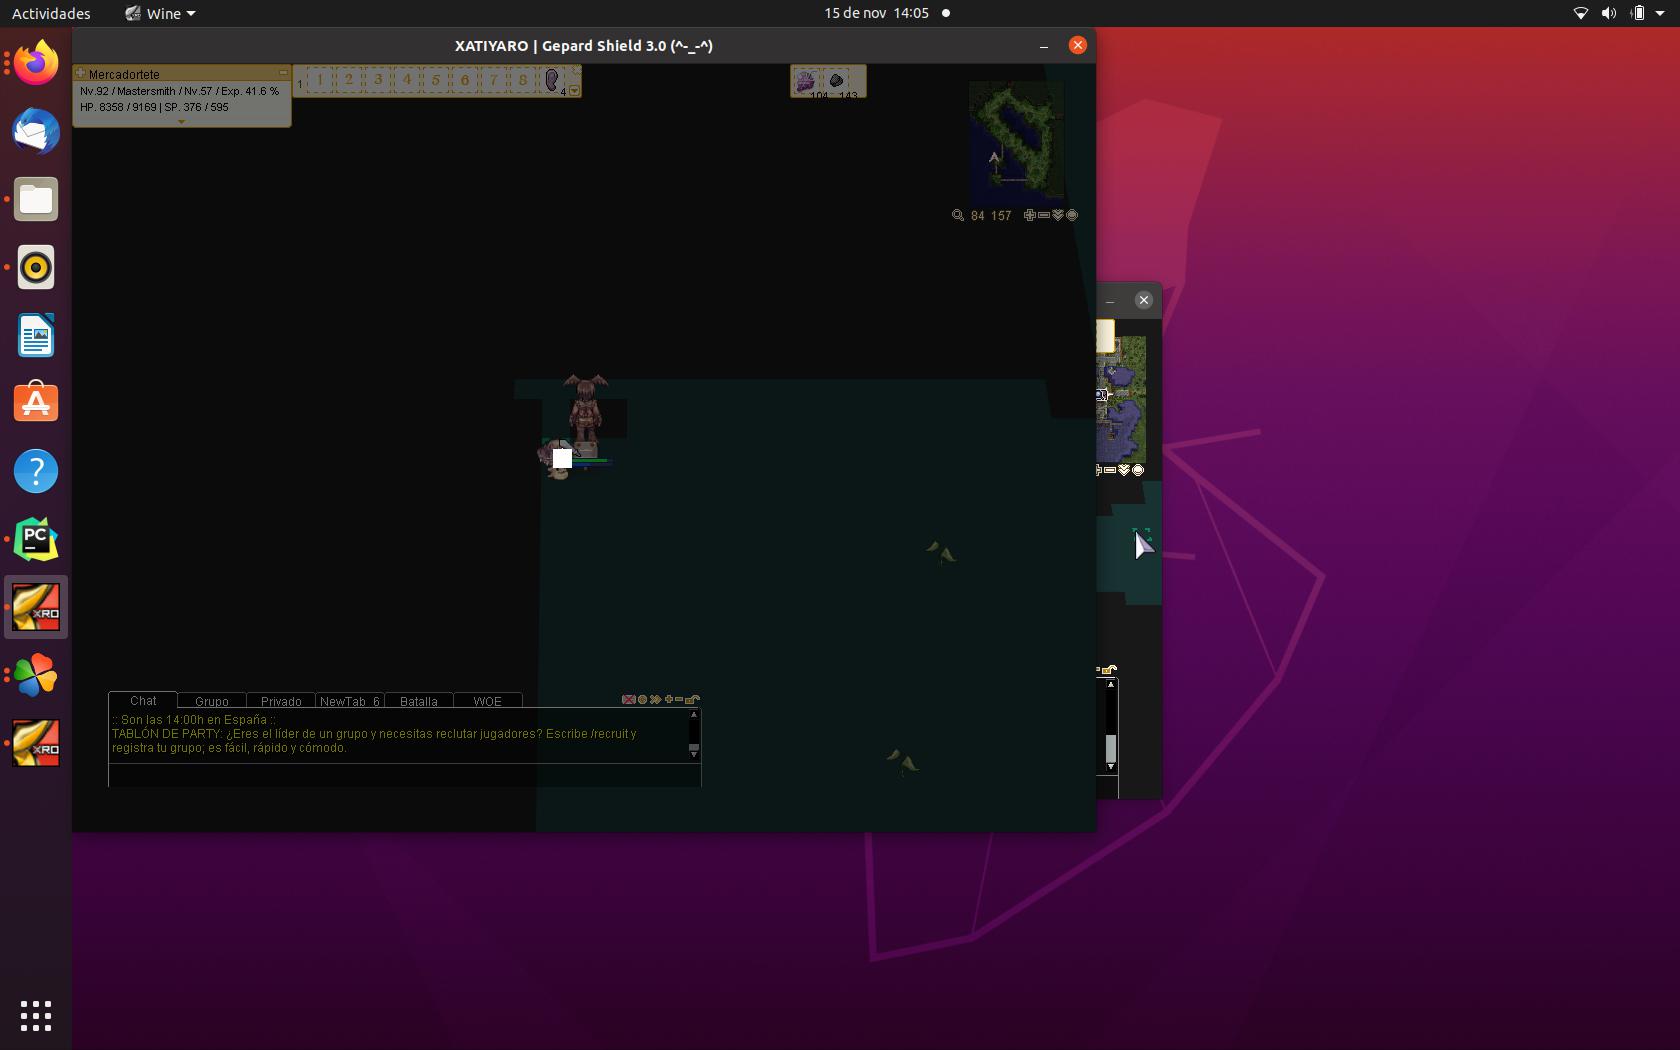 Actividades
Wine
15 de nov 14:05
XATIYARO | Gepard Shield 3.0 (^-_-^)
Mercadortete
Nv.92 / Mastersmith / Nv.57 / Exp. 41.6 %
HP. 8358 / 9169 | SP. 376 / 595
1 1 2 3 4 5 6 7 8 4
104 143
84 157
?
PC
XRO
XRO
Chat Grupo Privado NewTab_6 Batalla WOE
:: Son las 14:00h en España ::
TABLÓN DE PARTY: ¿Eres el líder de un grupo y necesitas reclutar jugadores? Escribe /recruit y
registra tu grupo; es fácil, rápido y cómodo.